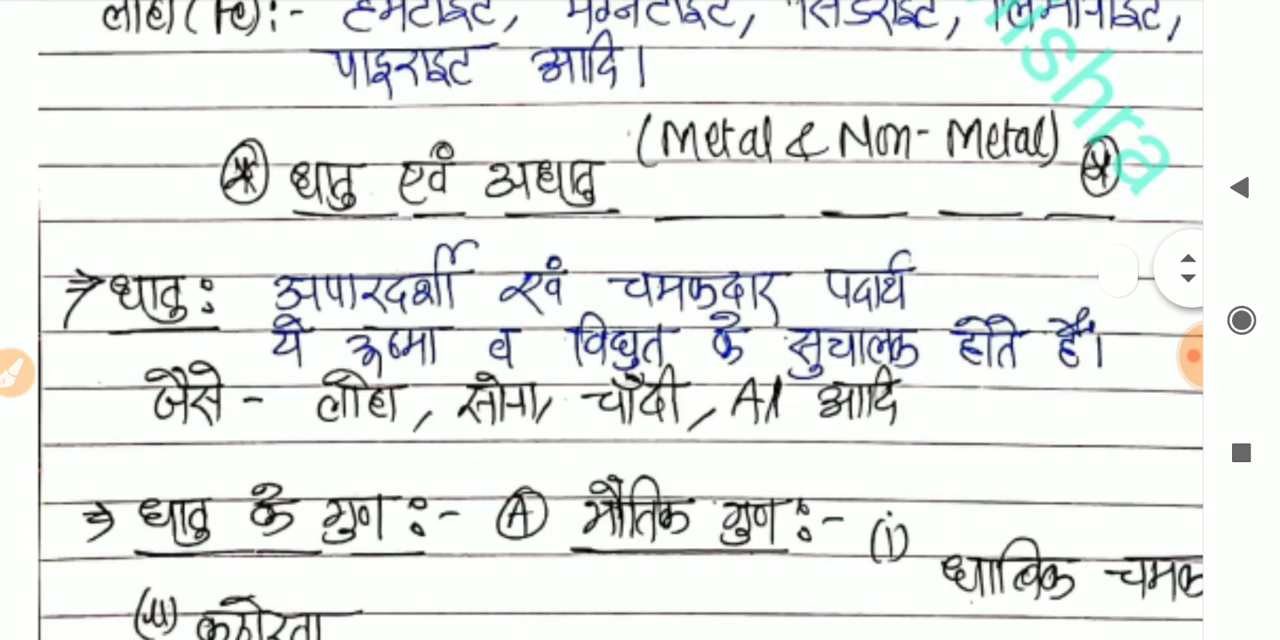 लोहा (Fe):- हेमेटाइट, मैग्नेटाइट, सिडेराइट, लिमोनाइट,
पाइराइट आदि।
mishra
(Metal & Non-Metal)
धातु एवं अधातु
⇒ धातु: अपारदर्शी एवं चमकदार पदार्थ
ये ऊष्मा व विद्युत के सुचालक होते हैं।
जैसे - लोहा, सोना, चाँदी, Al आदि
⇒ धातु के गुण :- (A) भौतिक गुण :- (i)
धात्विक चमक
(ii) कठोरता